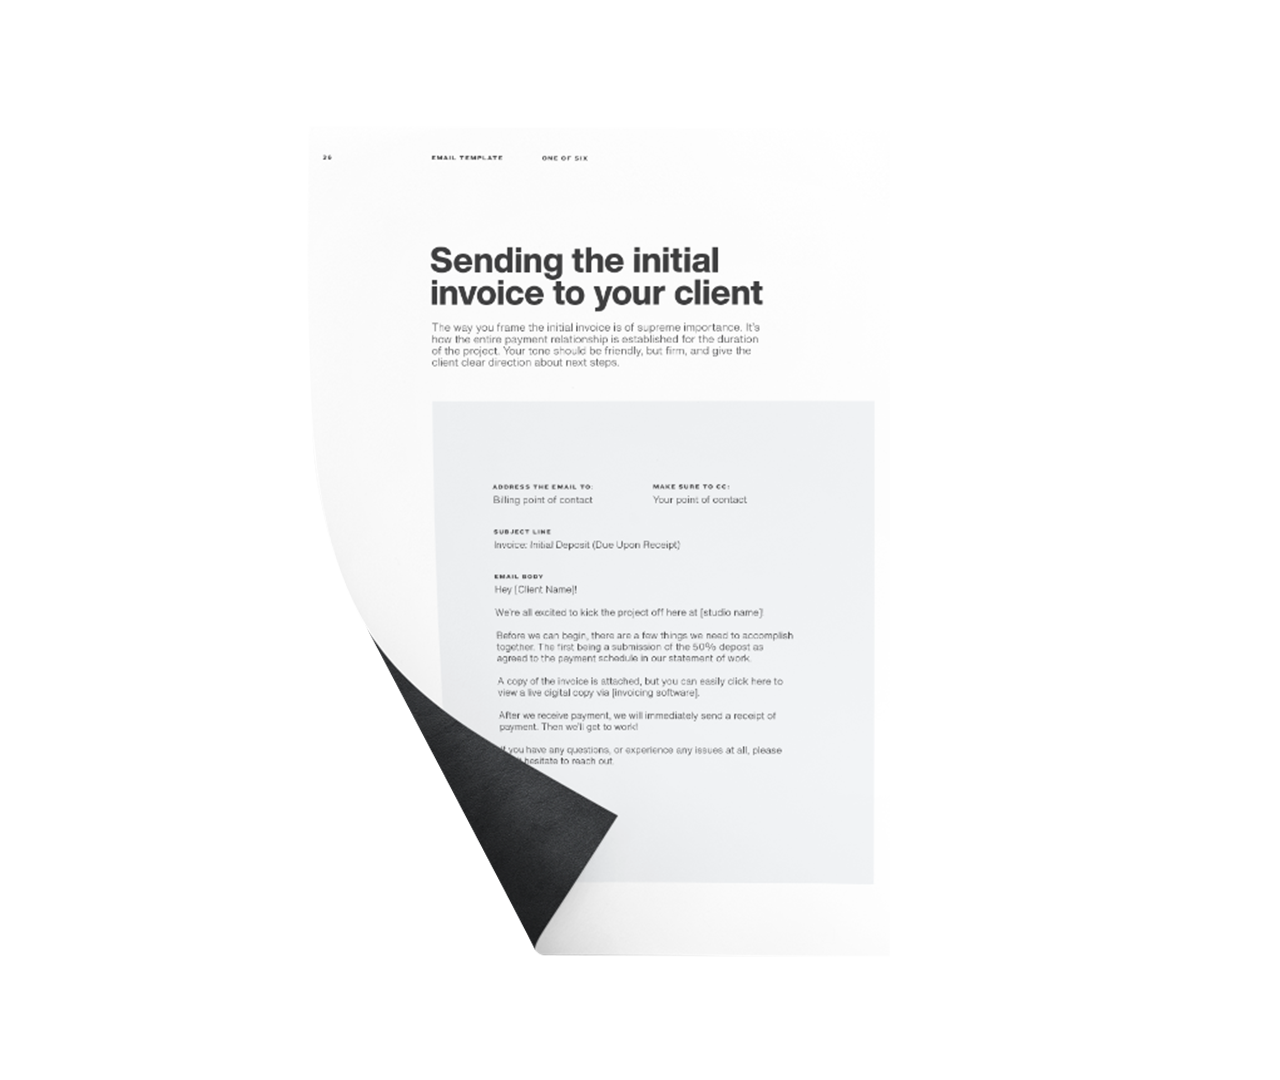 26
EMAIL TEMPLATE
ONE OF SIX
Sending the initial
invoice to your client
The way you frame the initial invoice is of supreme importance. It's
how the entire payment relationship is established for the duration
of the project. Your tone should be friendly, but firm, and give the
client clear direction about next steps.
ADDRESS THE EMAIL TO:
Billing point of contact
MAKE SURE TO CC:
Your point of contact
SUBJECT LINE
Invoice: Initial Deposit (Due Upon Receipt)
EMAIL BODY
Hey [Client Name]!
We're all excited to kick the project off here at [studio name]!
Before we can begin, there are a few things we need to accomplish
together. The first being a submission of the 50% depost as
agreed to the payment schedule in our statement of work.
A copy of the invoice is attached, but you can easily click here to
view a live digital copy via [invoicing software].
After we receive payment, we will immediately send a receipt of
payment. Then we'll get to work!
If you have any questions, or experience any issues at all, please
hesitate to reach out.